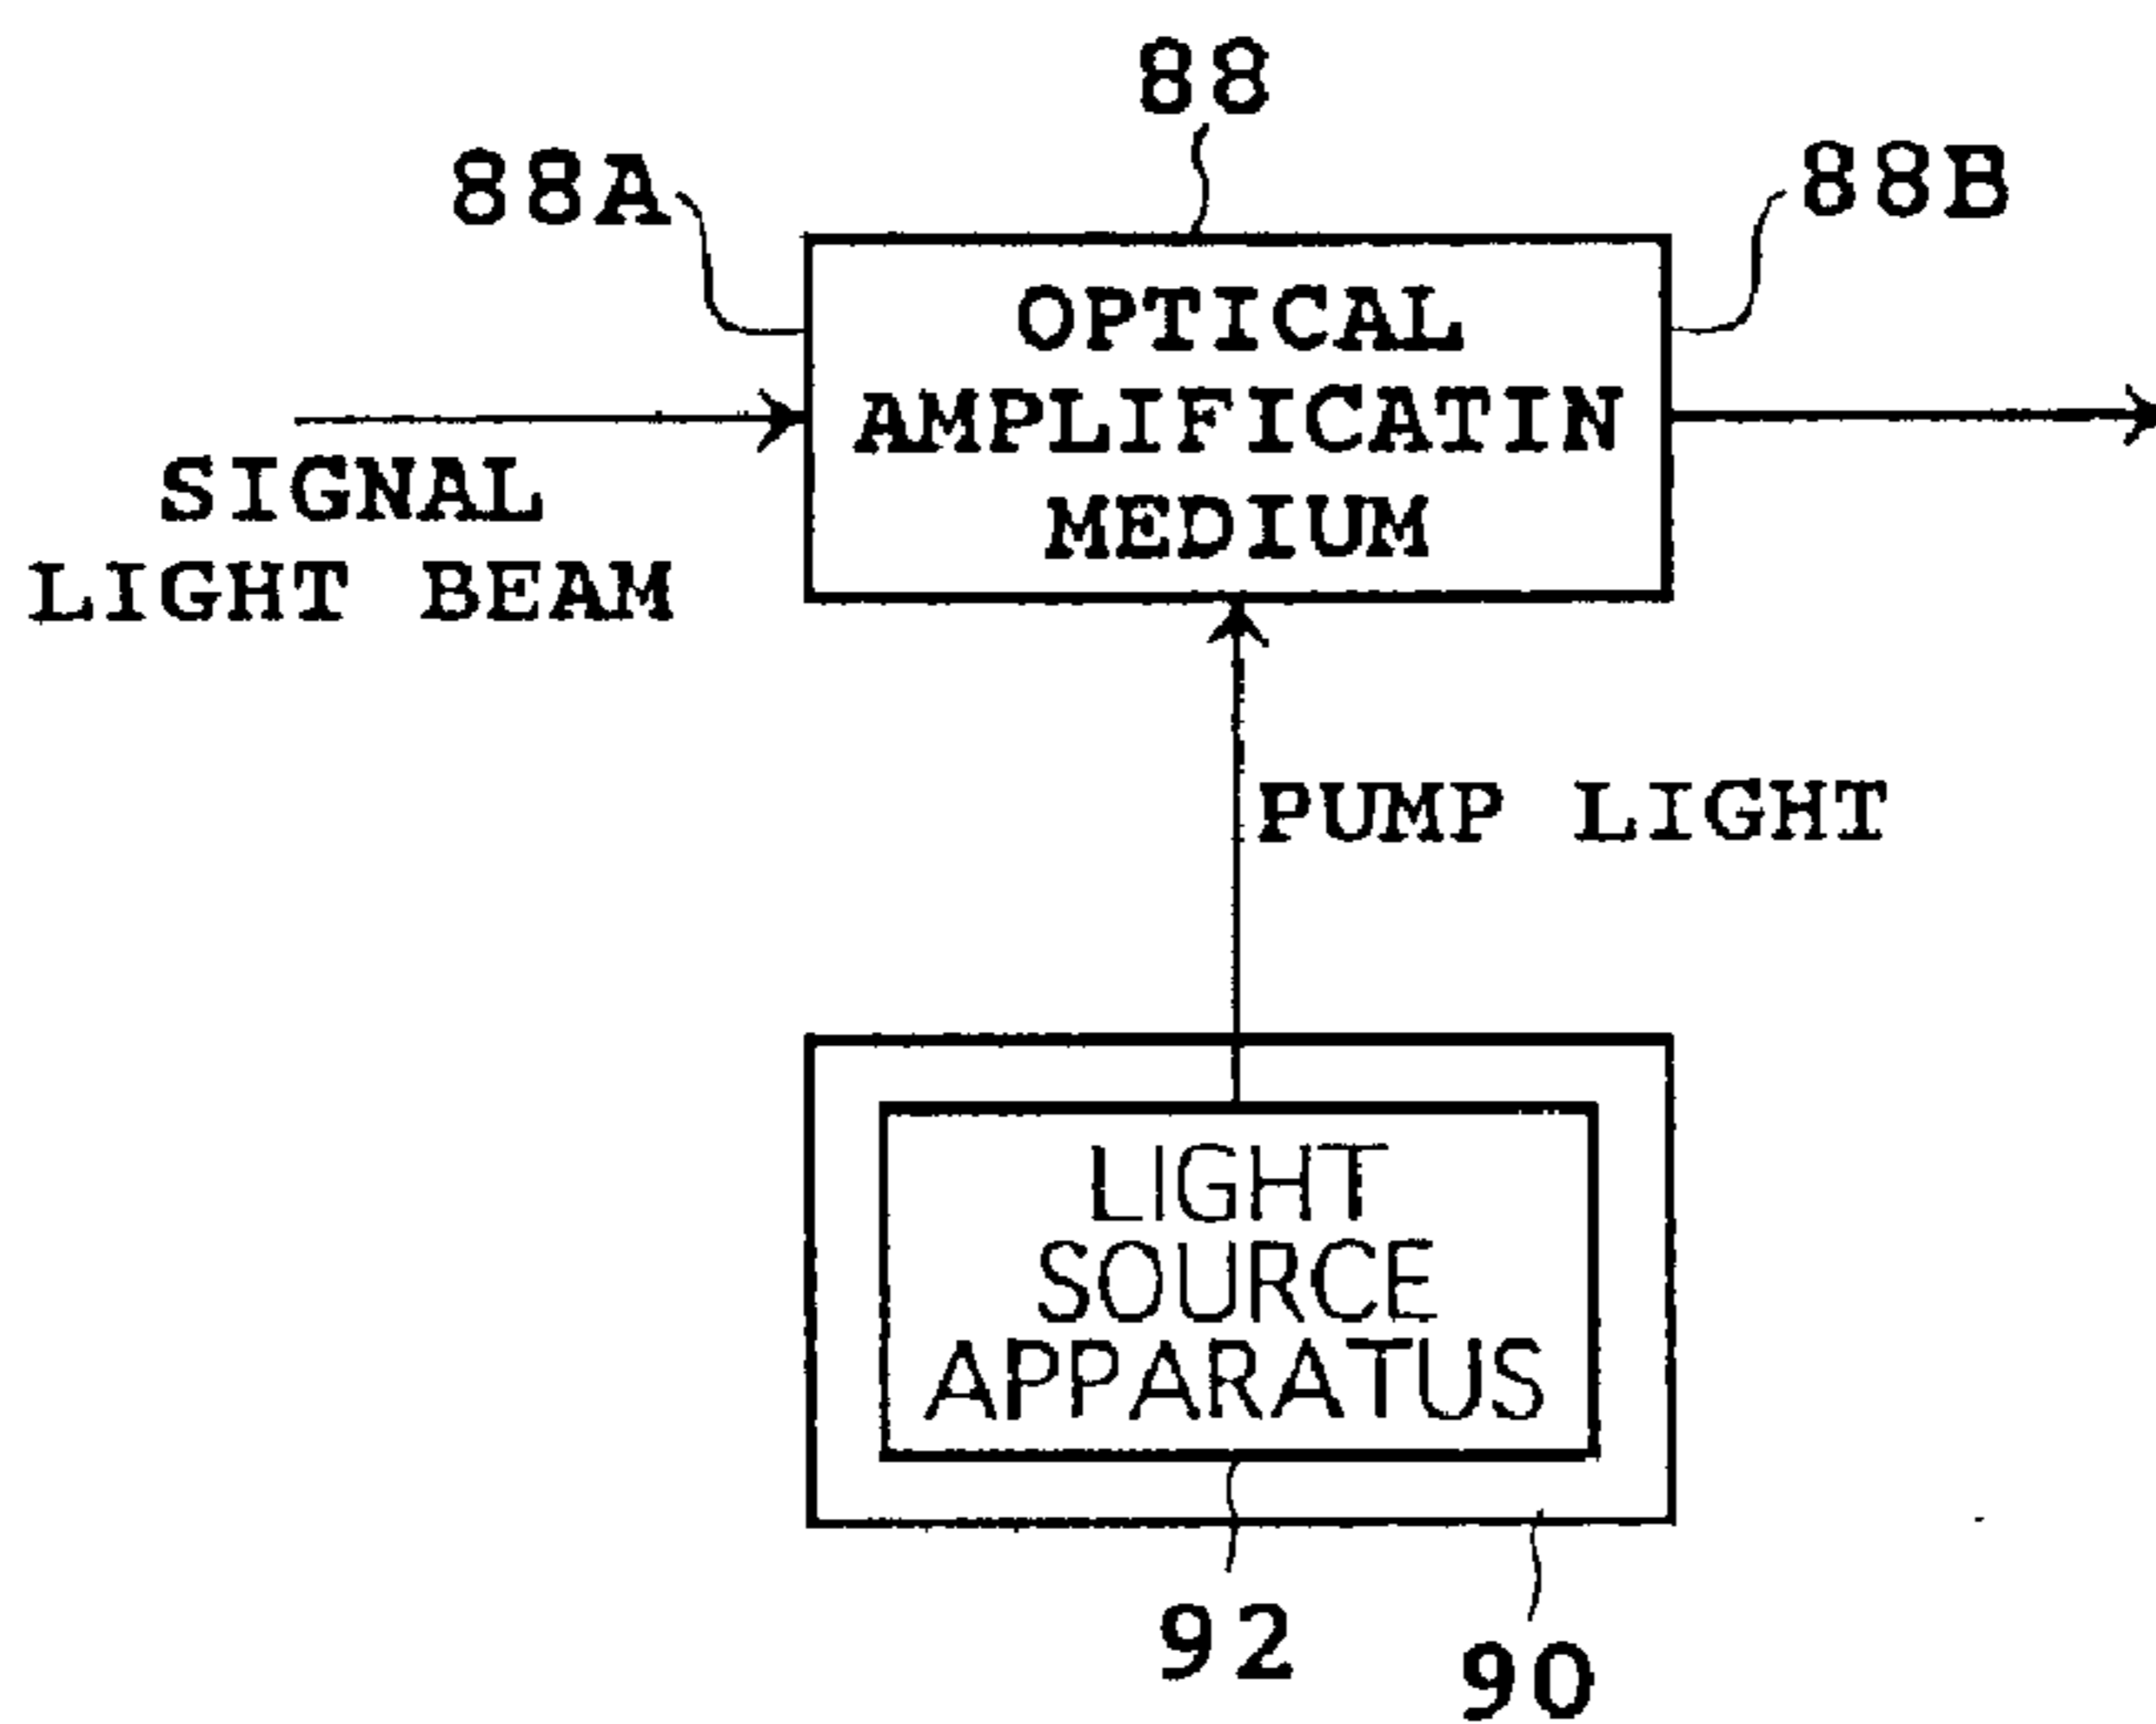 88
88A
88B
OPTICAL
AMPLIFICATIN
MEDIUM
SIGNAL
LIGHT BEAM
PUMP LIGHT
LIGHT
SOURCE
APPARATUS
92
90